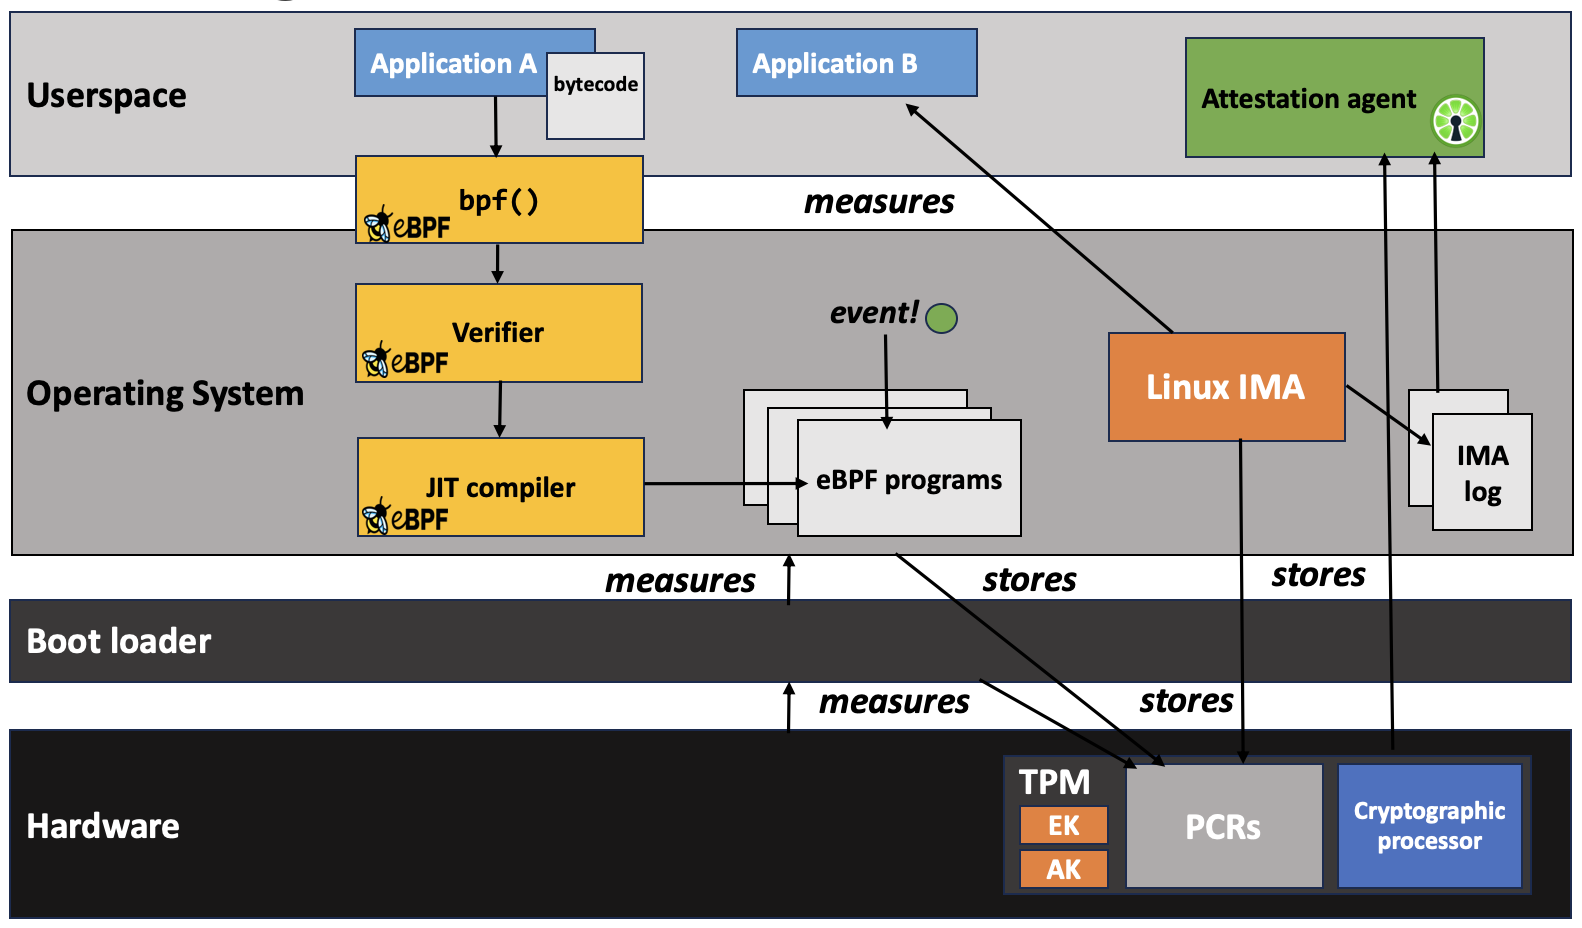 Userspace
Application A
bytecode
Application B
Attestation agent
measures
bpf()
eBPF
Operating System
Verifier
eBPF
event!
Linux IMA
JIT compiler
eBPF
eBPF programs
IMA
log
measures
stores
stores
Boot loader
measures
stores
Hardware
TPM
EK
AK
PCRs
Cryptographic
processor